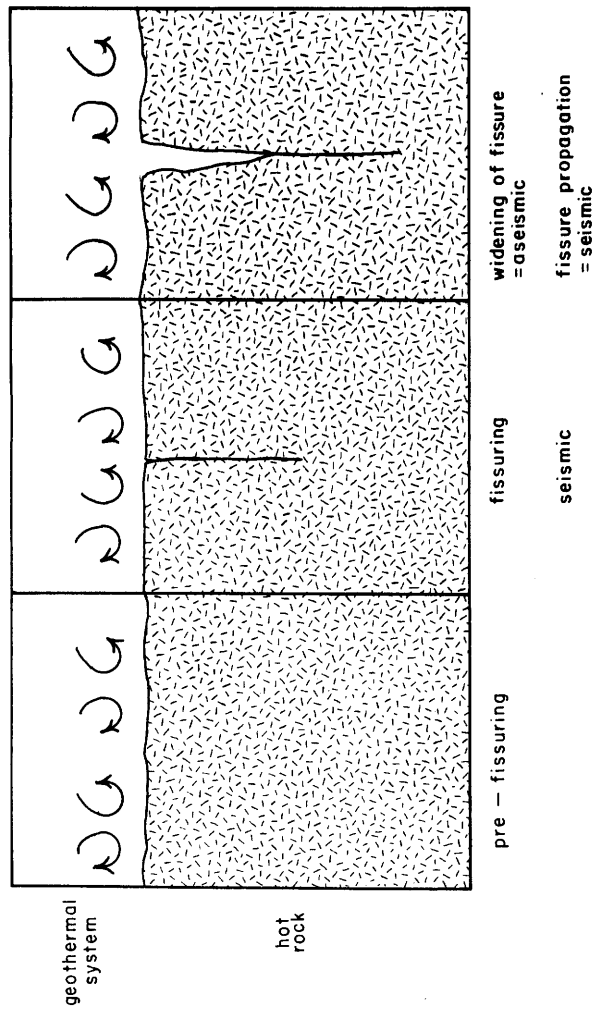 geothermal
system
hot
rock
pre – fissuring
fissuring
seismic
widening of fissure
=aseismic
fissure propagation
= seismic